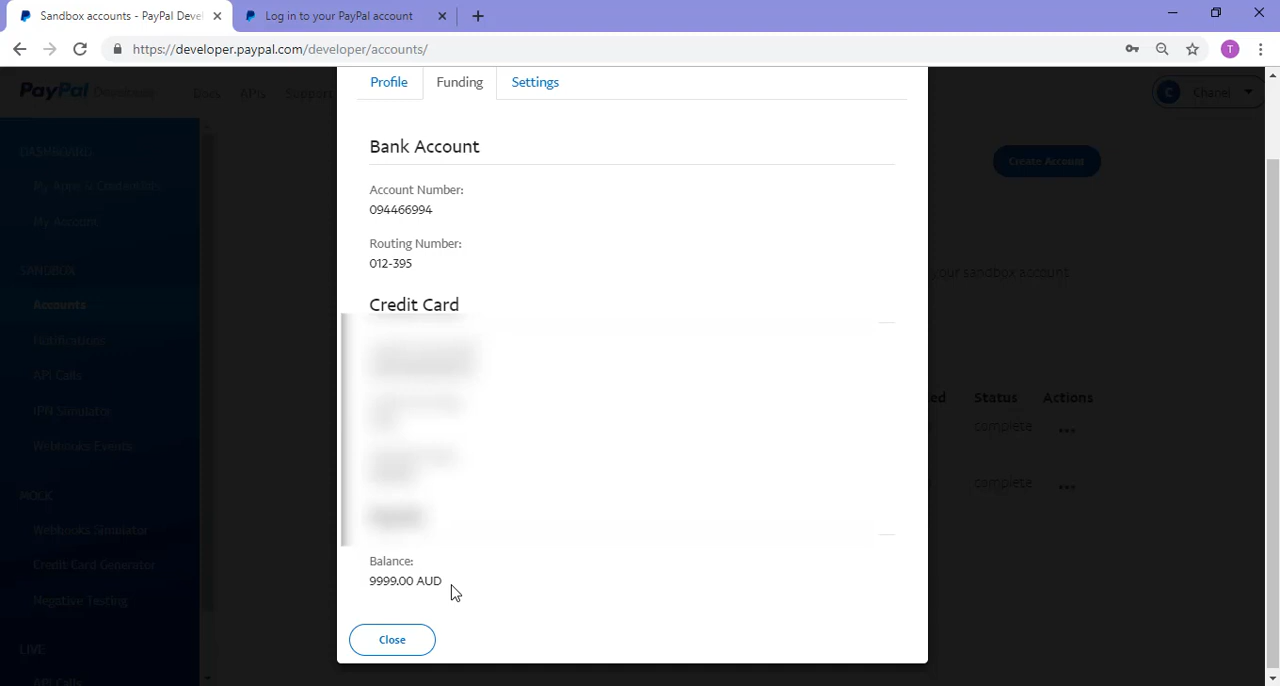 Sandbox accounts - PayPal Devel
Log in to your PayPal account
https://developer.paypal.com/developer/accounts/
T
PayPal Developer
Docs
APIs
Support
C
Chanel
Profile
Funding
Settings
DASHBOARD
My Apps & Credentials
My Account
SANDBOX
Accounts
Notifications
API Calls
IPN Simulator
Webhooks Events
MOCK
Webhooks Simulator
Credit Card Generator
Negative Testing
LIVE
API Calls
Bank Account
Account Number:
094466994
Routing Number:
012-395
Credit Card
Balance:
9999.00 AUD
Close
Create Account
your sandbox account
ed
Status
Actions
complete
...
complete
...